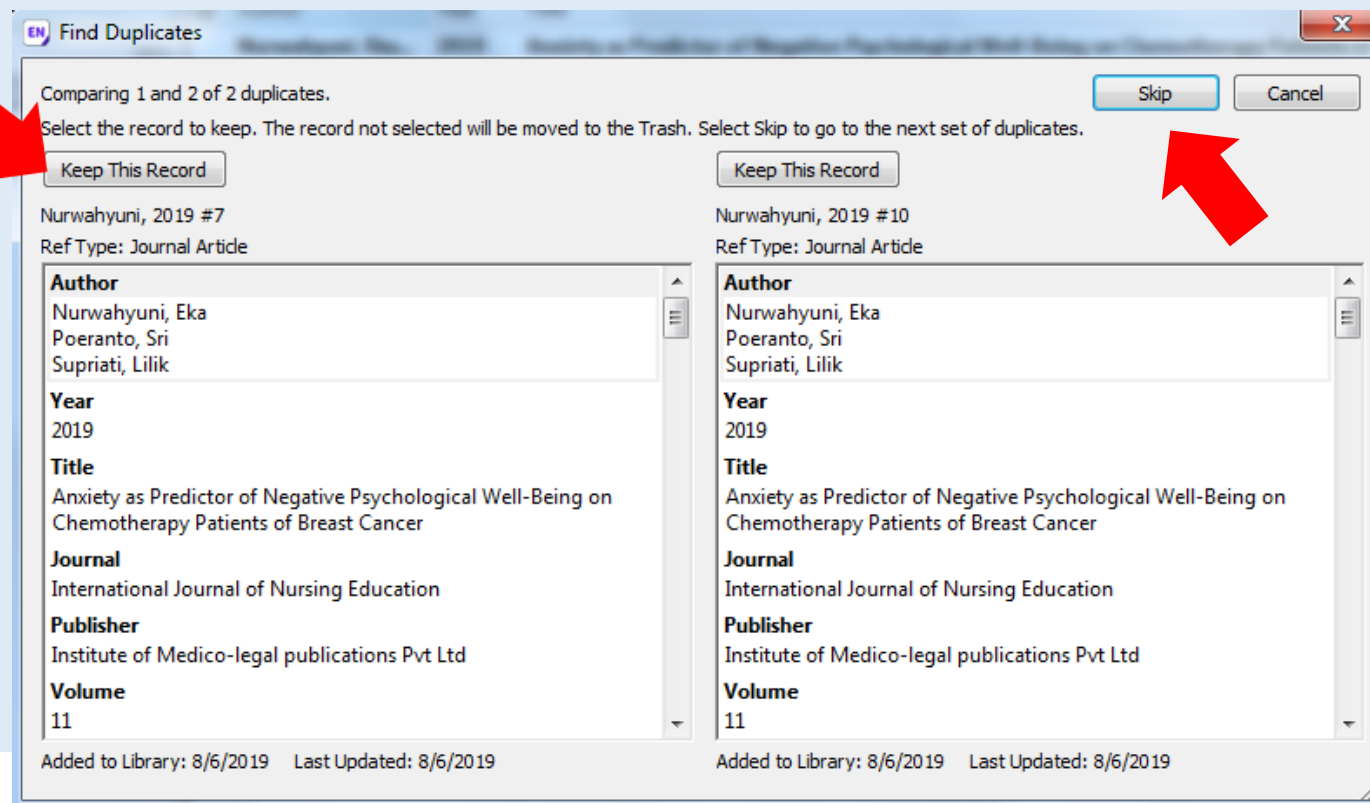 EN Find Duplicates
Comparing 1 and 2 of 2 duplicates.
Skip
Cancel
Select the record to keep. The record not selected will be moved to the Trash. Select Skip to go to the next set of duplicates.
Keep This Record
Nurwahyuni, 2019 #7
Ref Type: Journal Article
Author
Nurwahyuni, Eka
Poeranto, Sri
Supriati, Lilik
Year
2019
Title
Anxiety as Predictor of Negative Psychological Well-Being on
Chemotherapy Patients of Breast Cancer
Journal
International Journal of Nursing Education
Publisher
Institute of Medico-legal publications Pvt Ltd
Volume
11
Added to Library: 8/6/2019 Last Updated: 8/6/2019
Keep This Record
Nurwahyuni, 2019 #10
Ref Type: Journal Article
Author
Nurwahyuni, Eka
Poeranto, Sri
Supriati, Lilik
Year
2019
Title
Anxiety as Predictor of Negative Psychological Well-Being on
Chemotherapy Patients of Breast Cancer
Journal
International Journal of Nursing Education
Publisher
Institute of Medico-legal publications Pvt Ltd
Volume
11
Added to Library: 8/6/2019 Last Updated: 8/6/2019